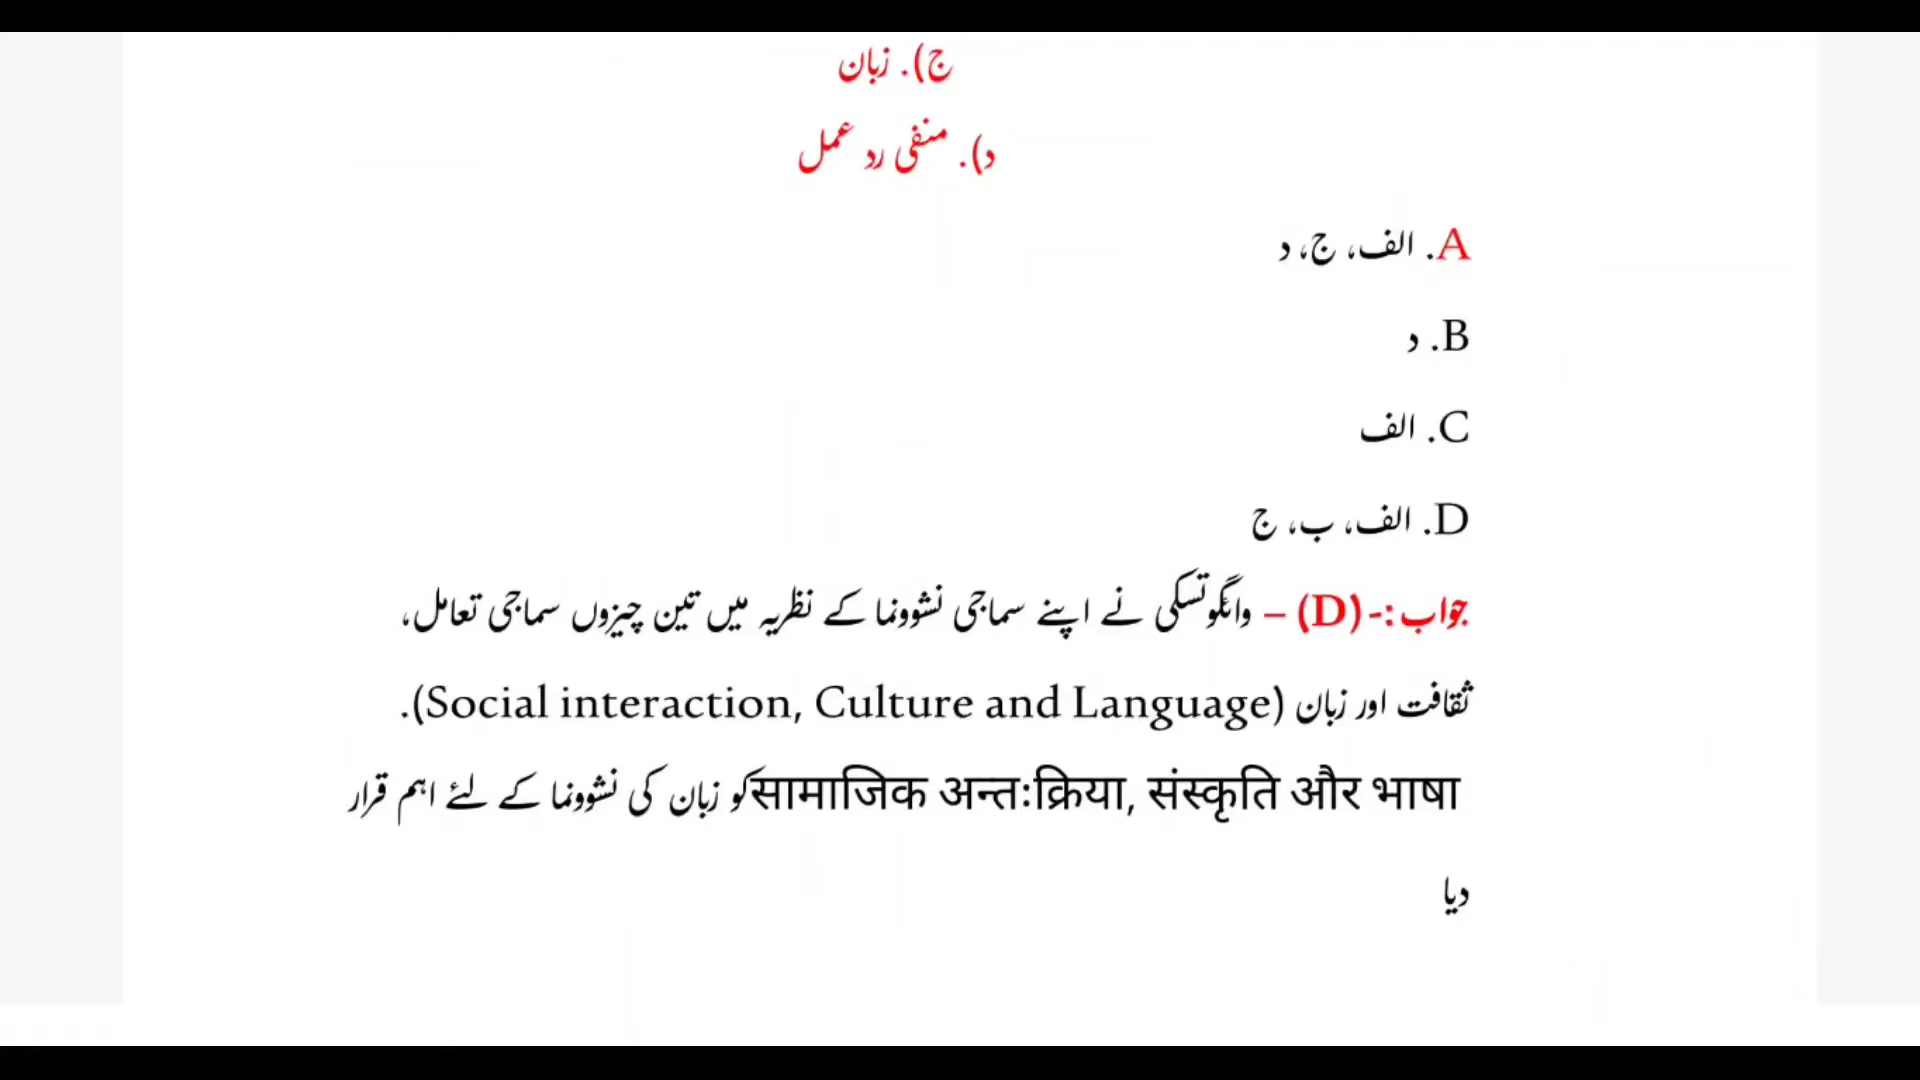 ج). زبان
د). منفی رد عمل
A. الف، ج، د
B. د
C. الف
D. الف، ب، ج
جواب:- (D) – وائگوتسکی نے اپنے سماجی نشوونما کے نظریہ میں تین چیزوں سماجی تعامل،
ثقافت اور زبان (Social interaction, Culture and Language).
सामाजिक अन्तःक्रिया, संस्कृति और भाषा کو زبان کی نشوونما کے لئے اہم قرار
دیا